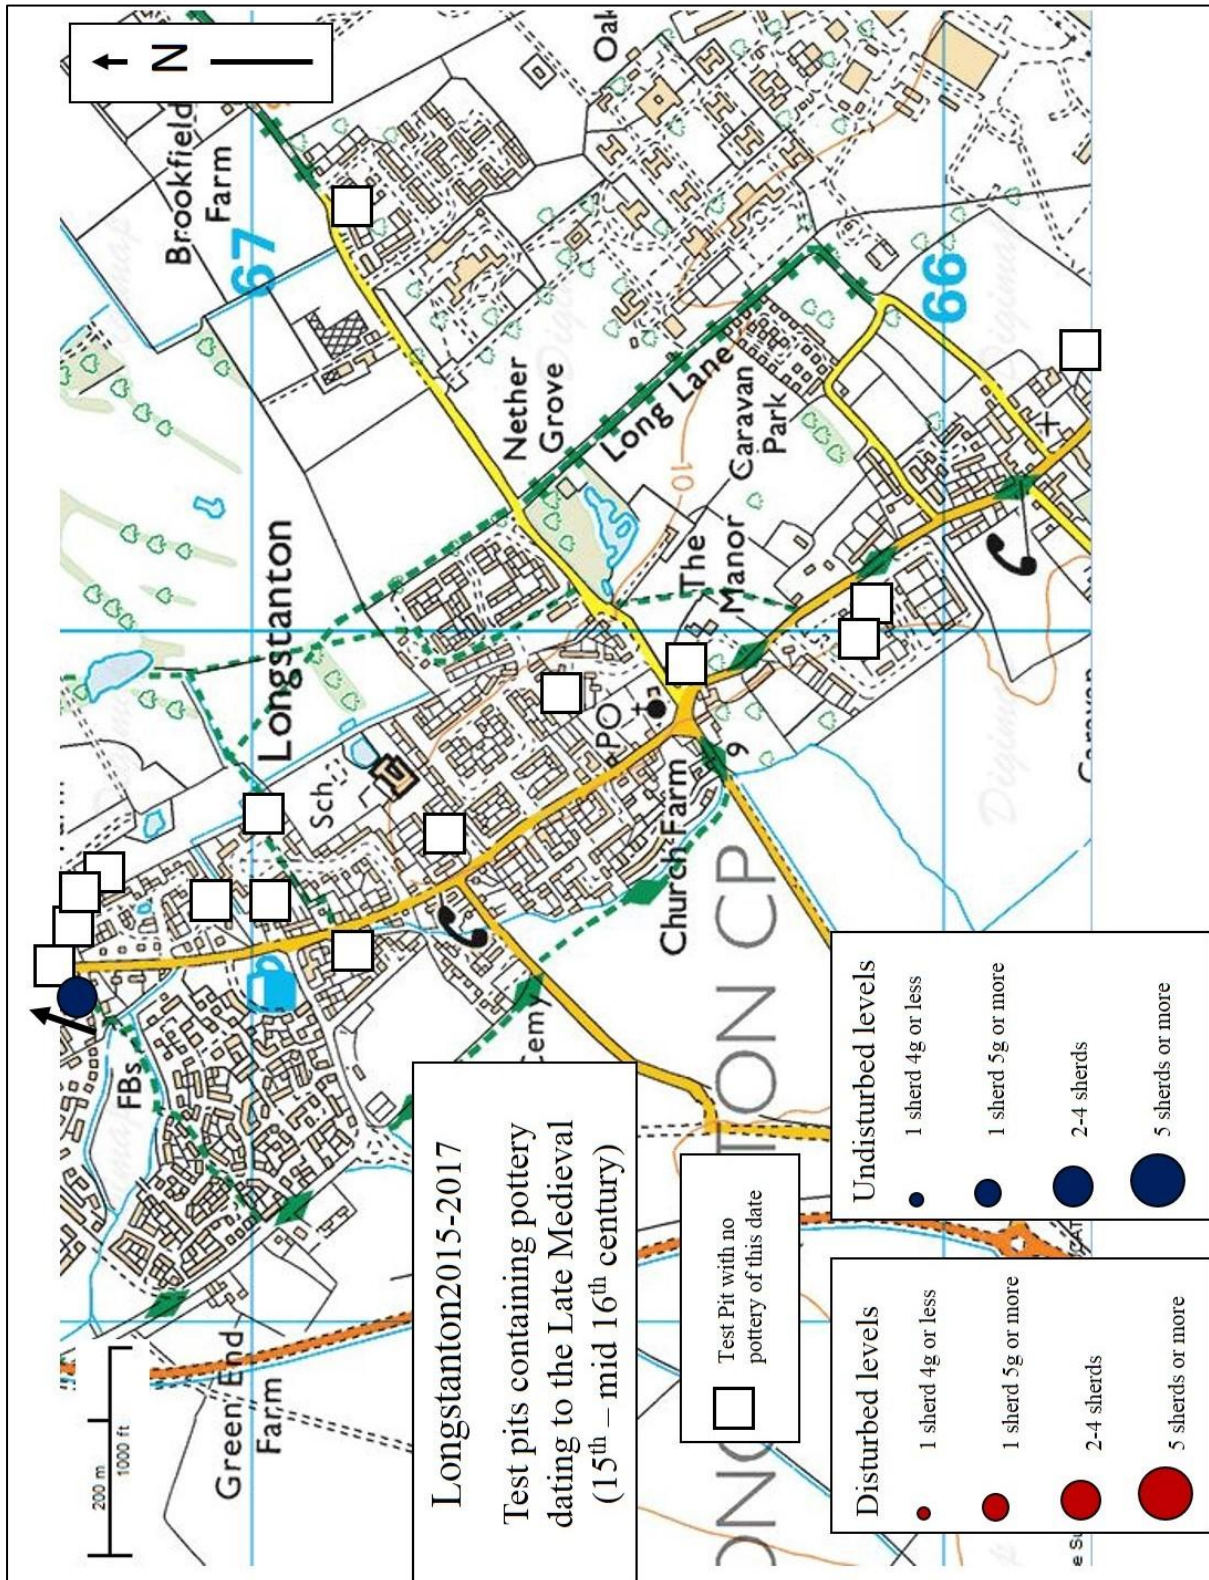 N
Brookfield
Farm
67
Oak
Nether
Grove
Long Lane
Caravan
Park
66
Longstanton
10
The
Manor
PO
Sch
9
Church Farm
Cemy
FBs
Green End
Farm
200 m
1000 ft
TON CP
Digimap
Longstanton2015-2017
Test pits containing pottery
dating to the Late Medieval
(15th – mid 16th century)
Test Pit with no
pottery of this date
Disturbed levels
1 sherd 4g or less
1 sherd 5g or more
2-4 sherds
5 sherds or more
Undisturbed levels
1 sherd 4g or less
1 sherd 5g or more
2-4 sherds
5 sherds or more